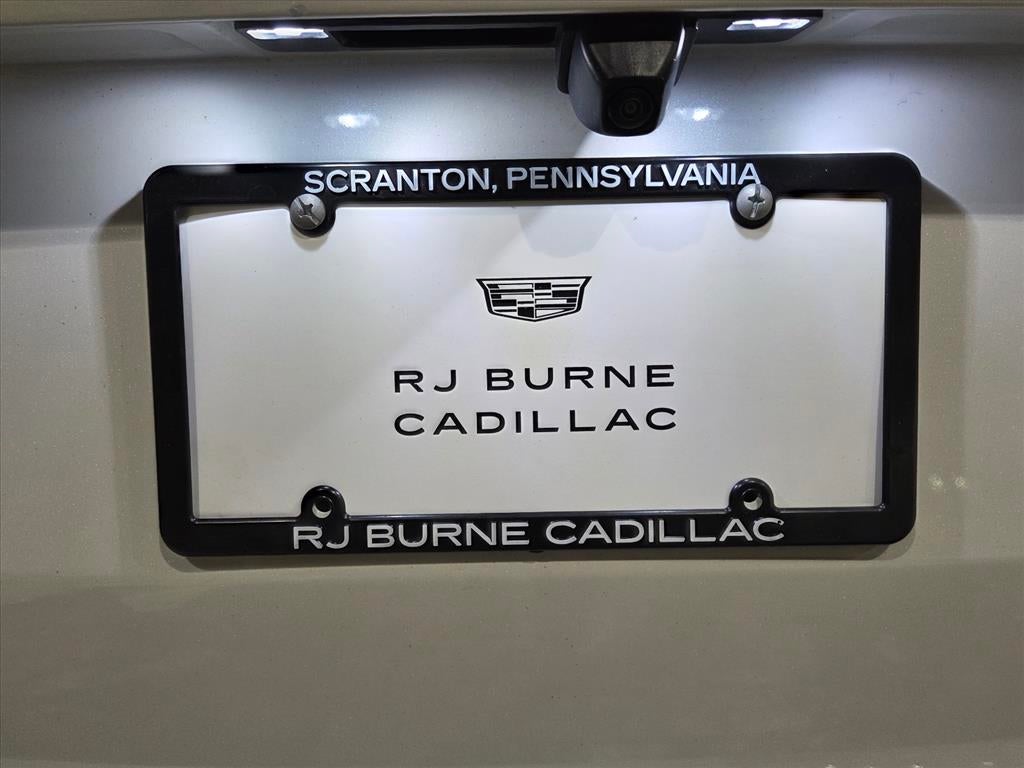 SCRANTON, PENNSYLVANIA
RJ BURNE
CADILLAC
RJ BURNE CADILLAC